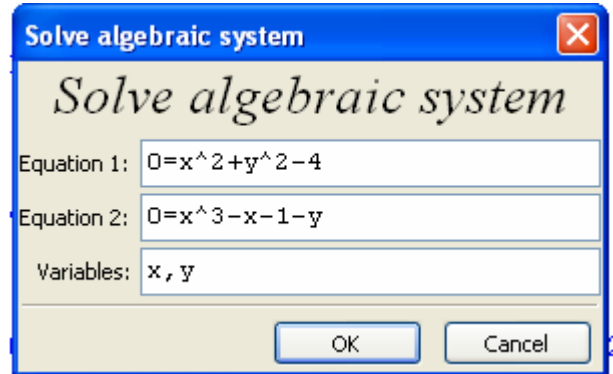 Solve algebraic system
Solve algebraic system
Equation 1: 0=x^2+y^2-4
Equation 2: 0=x^3-x-1-y
Variables: x,y
OK Cancel